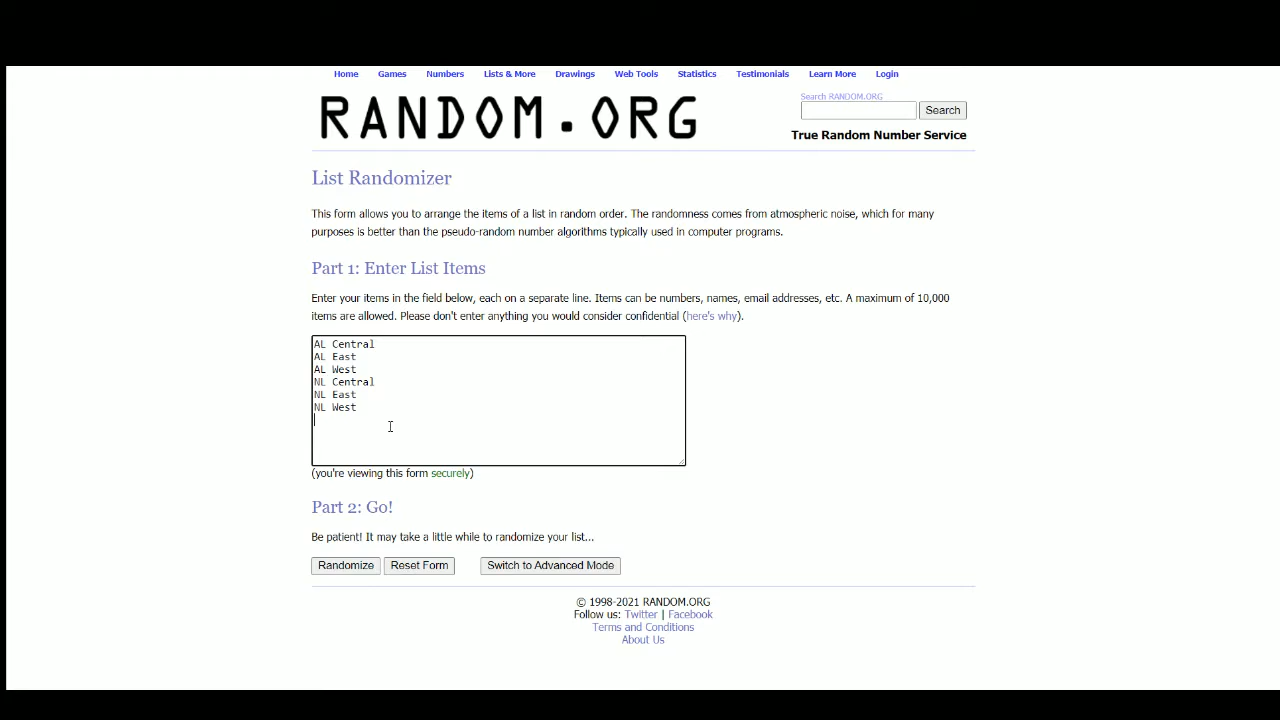 Home Games Numbers Lists & More Drawings Web Tools Statistics Testimonials Learn More Login
RANDOM.ORG
Search RANDOM.ORG
Search
True Random Number Service
List Randomizer
This form allows you to arrange the items of a list in random order. The randomness comes from atmospheric noise, which for many
purposes is better than the pseudo-random number algorithms typically used in computer programs.
Part 1: Enter List Items
Enter your items in the field below, each on a separate line. Items can be numbers, names, email addresses, etc. A maximum of 10,000
items are allowed. Please don't enter anything you would consider confidential (here's why).
AL Central
AL East
AL West
NL Central
NL East
NL West
(you're viewing this form securely)
Part 2: Go!
Be patient! It may take a little while to randomize your list...
Randomize Reset Form Switch to Advanced Mode
© 1998-2021 RANDOM.ORG
Follow us: Twitter | Facebook
Terms and Conditions
About Us